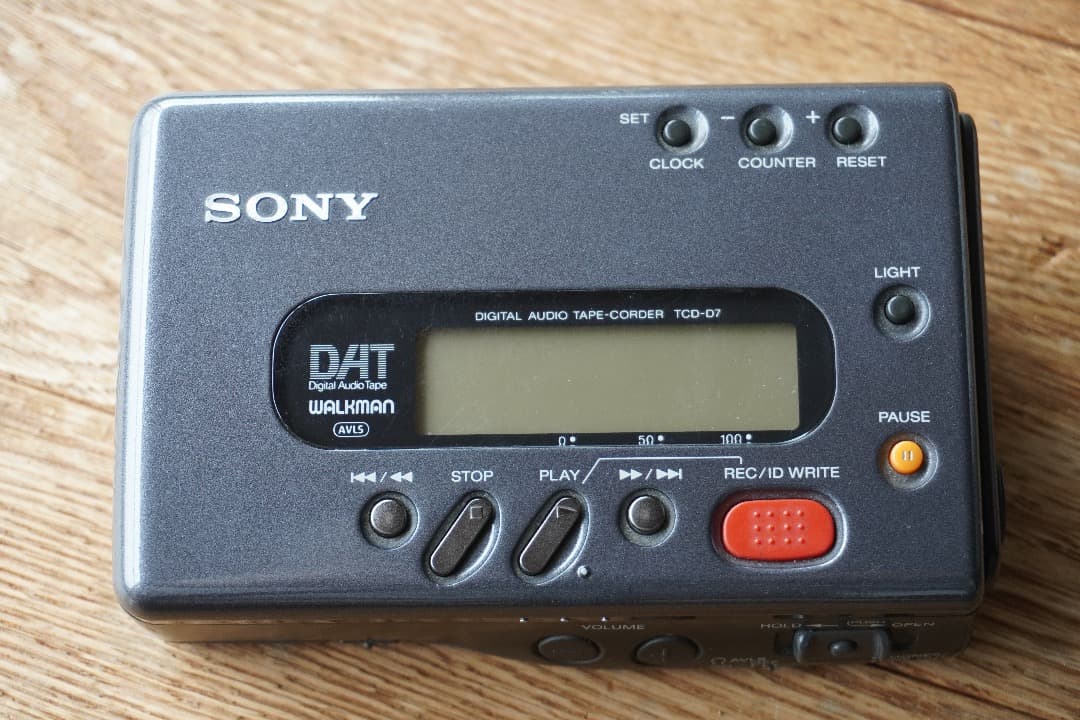 SET - +
CLOCK COUNTER RESET
SONY
LIGHT
DIGITAL AUDIO TAPE-CORDER TCD-D7
DAT
Digital Audio Tape
WALKMAN
AVLS
0 50 100
PAUSE
STOP PLAY REC/ID WRITE
VOLUME
HOLD PUSH OPEN